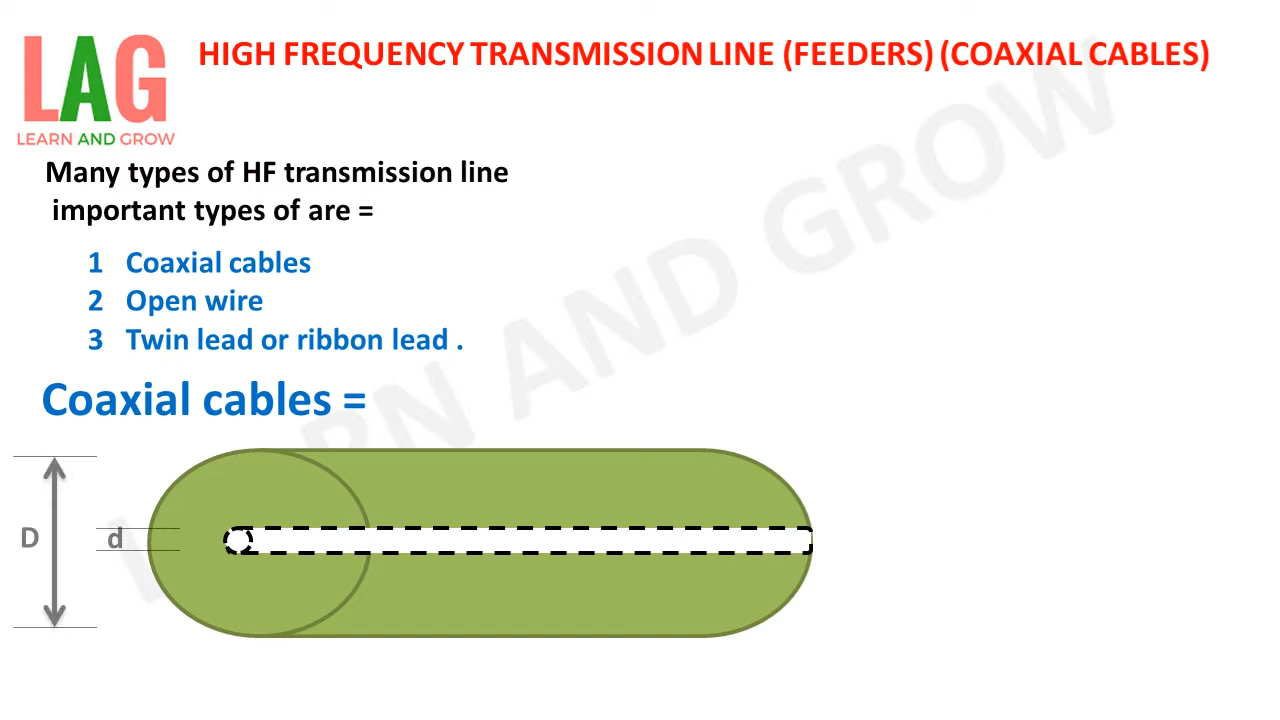 LAG
LEARN AND GROW
HIGH FREQUENCY TRANSMISSION LINE (FEEDERS) (COAXIAL CABLES)
Many types of HF transmission line
important types of are =
1 Coaxial cables
2 Open wire
3 Twin lead or ribbon lead .
Coaxial cables =
D
d
LEARN AND GROW